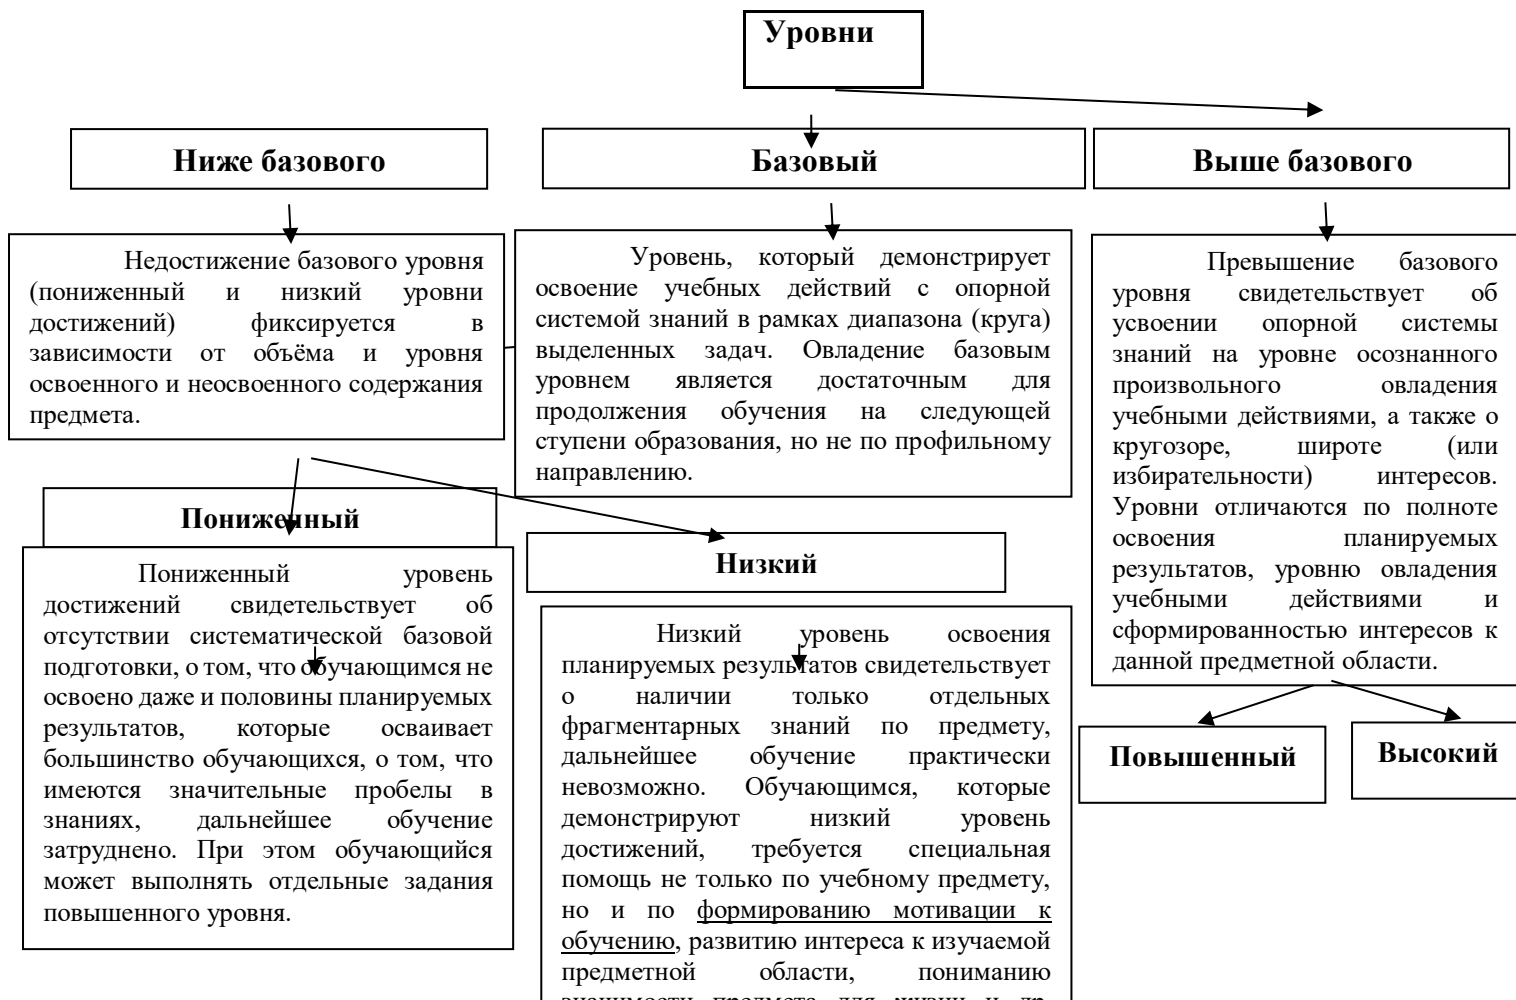 Уровни
Ниже базового
Базовый
Выше базового
Недостижение базового уровня
(пониженный и низкий уровни
достижений) фиксируется в
зависимости от объёма и уровня
освоенного и неосвоенного содержания
предмета.
Уровень, который демонстрирует
освоение учебных действий с опорной
системой знаний в рамках диапазона (круга)
выделенных задач. Овладение базовым
уровнем является достаточным для
продолжения обучения на следующей
ступени образования, но не по профильному
направлению.
Превышение базового
уровня свидетельствует об
усвоении опорной системы
знаний на уровне осознанного
произвольного овладения
учебными действиями, а также о
кругозоре, широте (или
избирательности) интересов.
Уровни отличаются по полноте
освоения планируемых
результатов, уровню овладения
учебными действиями и
сформированностью интересов к
данной предметной области.
Пониженный
Пониженный уровень
достижений свидетельствует об
отсутствии систематической базовой
подготовки, о том, что обучающимся не
освоено даже и половины планируемых
результатов, которые осваивает
большинство обучающихся, о том, что
имеются значительные пробелы в
знаниях, дальнейшее обучение
затруднено. При этом обучающийся
может выполнять отдельные задания
повышенного уровня.
Низкий
Низкий уровень освоения
планируемых результатов свидетельствует
о наличии только отдельных
фрагментарных знаний по предмету,
дальнейшее обучение практически
невозможно. Обучающимся, которые
демонстрируют низкий уровень
достижений, требуется специальная
помощь не только по учебному предмету,
но и по формированию мотивации к
обучению, развитию интереса к изучаемой
предметной области, пониманию
значимости предмета для жизни и др.
Повышенный
Высокий